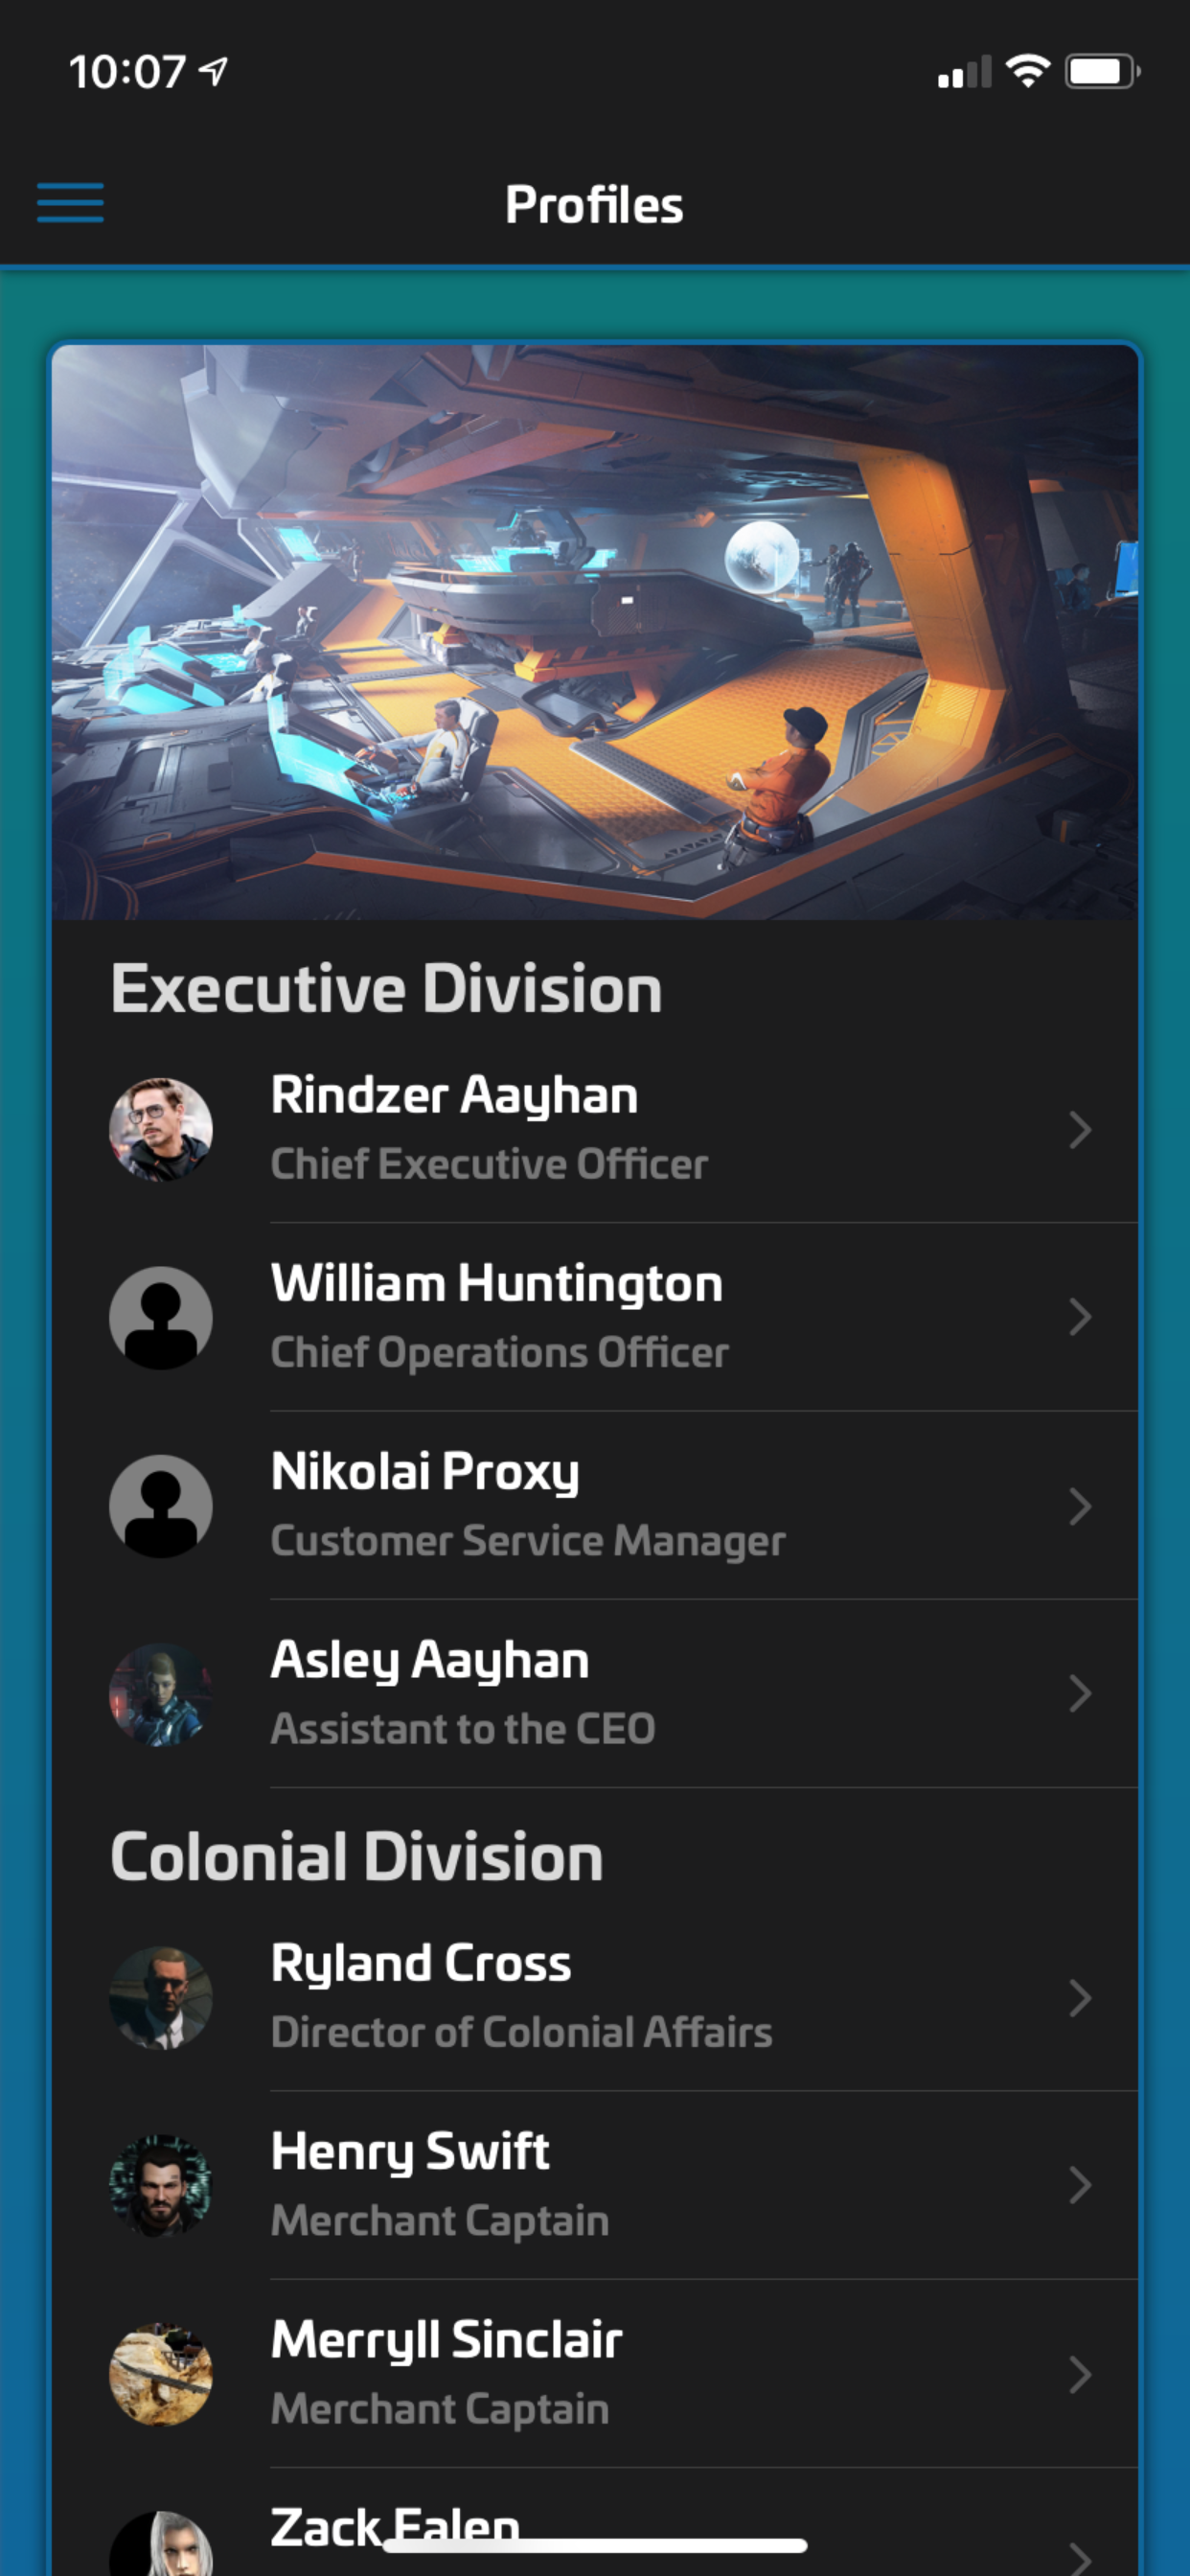 10:07
Profiles
Executive Division
Rindzer Aayhan
Chief Executive Officer
William Huntington
Chief Operations Officer
Nikolai Proxy
Customer Service Manager
Asley Aayhan
Assistant to the CEO
Colonial Division
Ryland Cross
Director of Colonial Affairs
Henry Swift
Merchant Captain
Merryll Sinclair
Merchant Captain
Zack